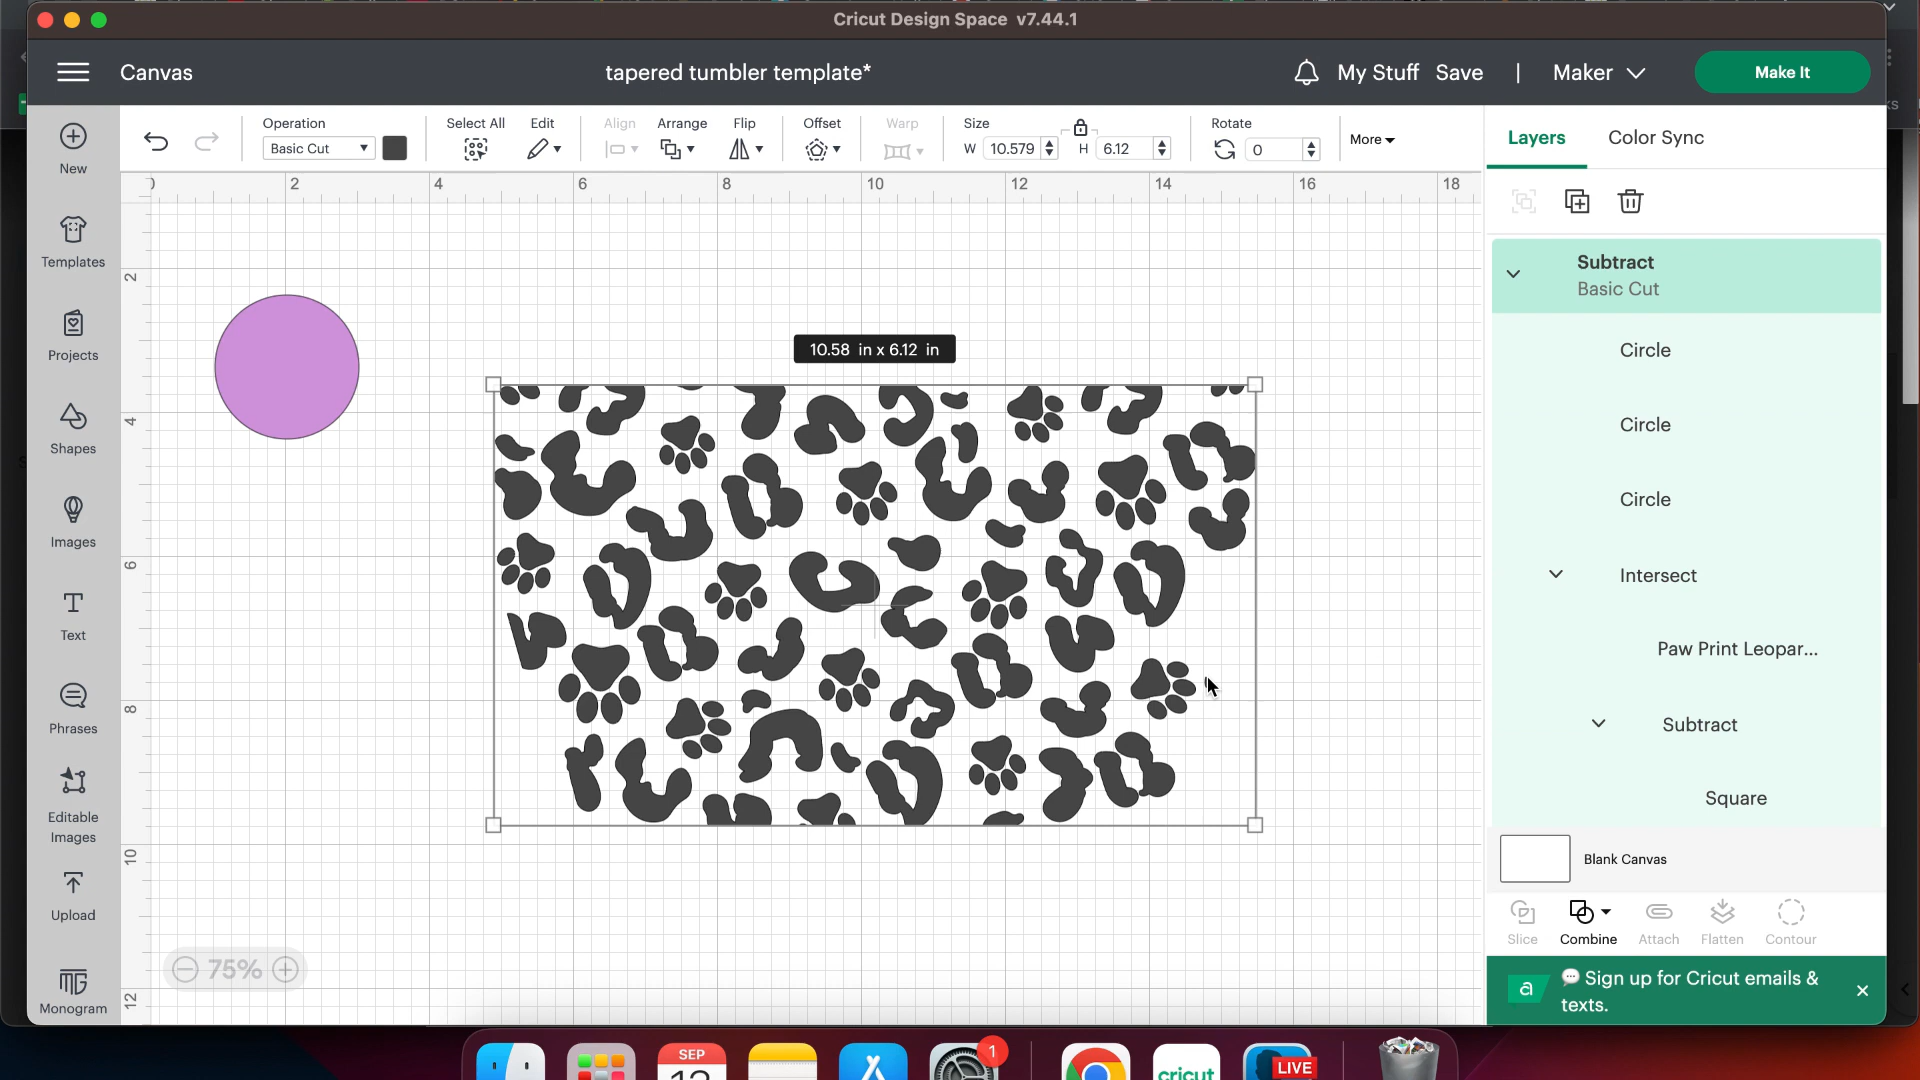 Cricut Design Space v7.44.1
Canvas
tapered tumbler template*
My Stuff Save | Maker
Make It
Operation
Basic Cut
Select All
Edit
Align
Arrange
Flip
Offset
Warp
Size
W 10.579
H 6.12
Rotate
0
More
Layers
Color Sync
New
Templates
Projects
Shapes
Images
Text
Phrases
Editable
Images
Upload
Monogram
2 4 6 8 10 12 14 16 18
2
4
6
8
10
12
10.58 in x 6.12 in
75%
Subtract
Basic Cut
Circle
Circle
Circle
Intersect
Paw Print Leopar...
Subtract
Square
Blank Canvas
Slice
Combine
Attach
Flatten
Contour
a
Sign up for Cricut emails &
texts.
SEP
1
cricut
LIVE